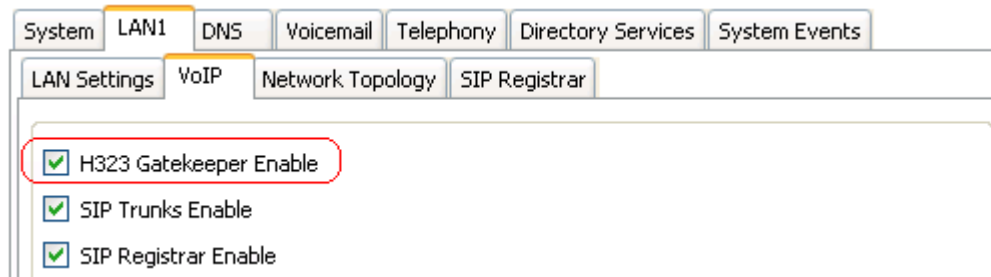 System LAN1 DNS Voicemail Telephony Directory Services System Events
LAN Settings VoIP Network Topology SIP Registrar
H323 Gatekeeper Enable
SIP Trunks Enable
SIP Registrar Enable